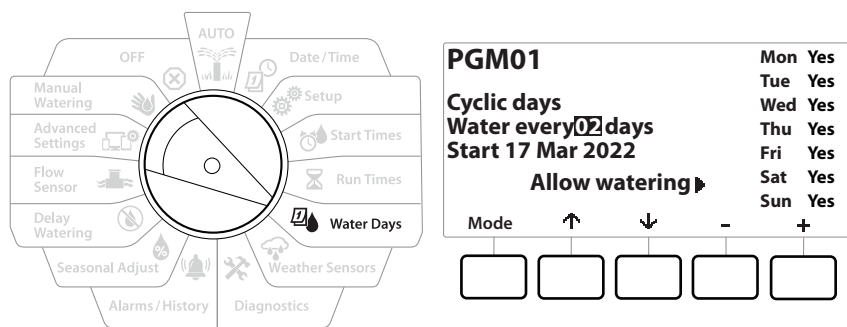 AUTO
Date / Time
Setup
Start Times
Run Times
Water Days
Weather Sensors
Diagnostics
Alarms / History
Seasonal Adjust
Delay
Watering
Flow
Sensor
Advanced
Settings
Manual
Watering
OFF
PGM01
Cyclic days
Water every 02 days
Start 17 Mar 2022
Allow watering
Mon Yes
Tue Yes
Wed Yes
Thu Yes
Fri Yes
Sat Yes
Sun Yes
Mode ↑ ↓ - +